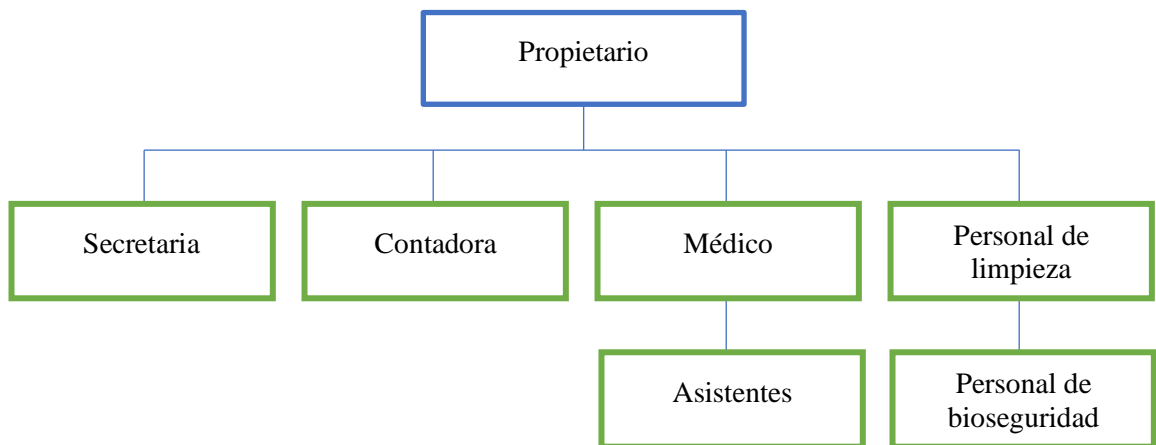 Propietario
Secretaria
Contadora
Médico
Personal de
limpieza
Asistentes
Personal de
bioseguridad